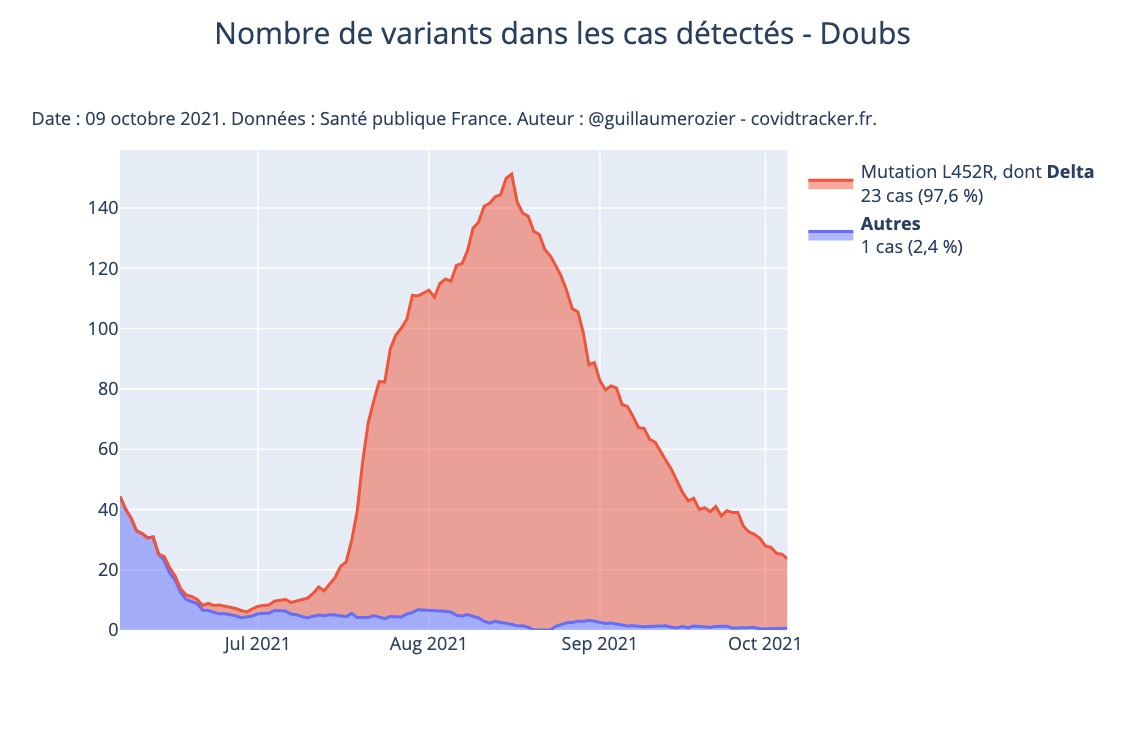 Nombre de variants dans les cas détectés - Doubs
Date : 09 octobre 2021. Données : Santé publique France. Auteur : @guillaumerozier - covidtracker.fr.
Mutation L452R, dont Delta
23 cas (97,6 %)
Autres
1 cas (2,4 %)
140
120
100
80
60
40
20
0
Jul 2021
Aug 2021
Sep 2021
Oct 2021